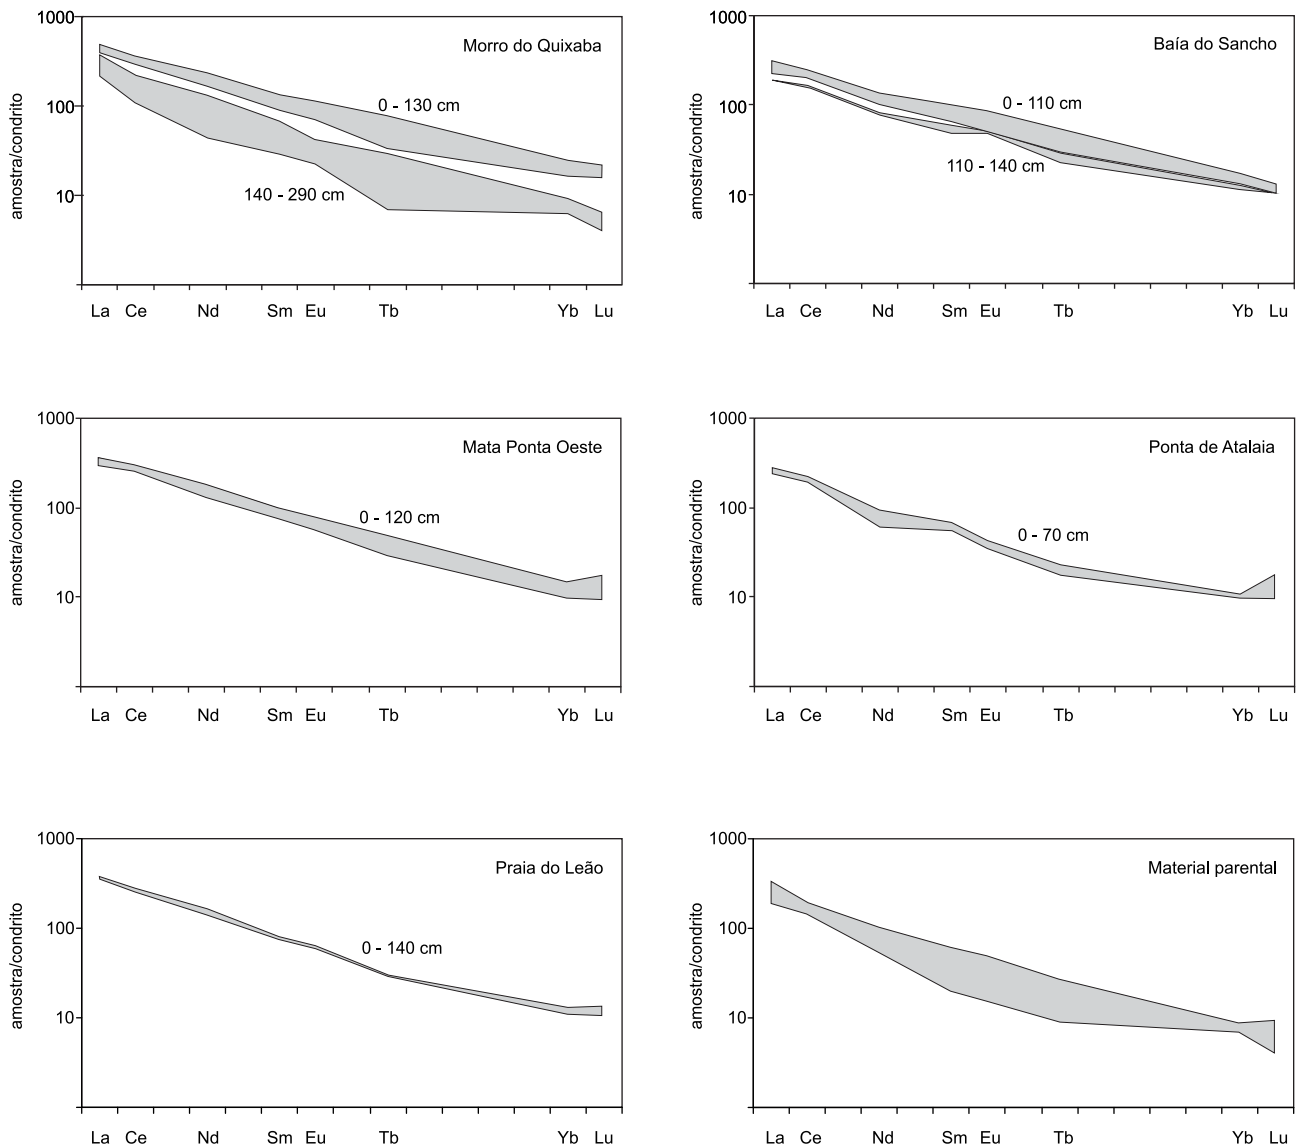 Morro do Quixaba
1000
100
10
amostra/condrito
0 - 130 cm
140 - 290 cm
La Ce Nd Sm Eu Tb Yb Lu
Baía do Sancho
1000
100
10
amostra/condrito
0 - 110 cm
110 - 140 cm
La Ce Nd Sm Eu Tb Yb Lu
Mata Ponta Oeste
1000
100
10
amostra/condrito
0 - 120 cm
La Ce Nd Sm Eu Tb Yb Lu
Ponta de Atalaia
1000
100
10
amostra/condrito
0 - 70 cm
La Ce Nd Sm Eu Tb Yb Lu
Praia do Leão
1000
100
10
amostra/condrito
0 - 140 cm
La Ce Nd Sm Eu Tb Yb Lu
Material parental
1000
100
10
amostra/condrito
La Ce Nd Sm Eu Tb Yb Lu